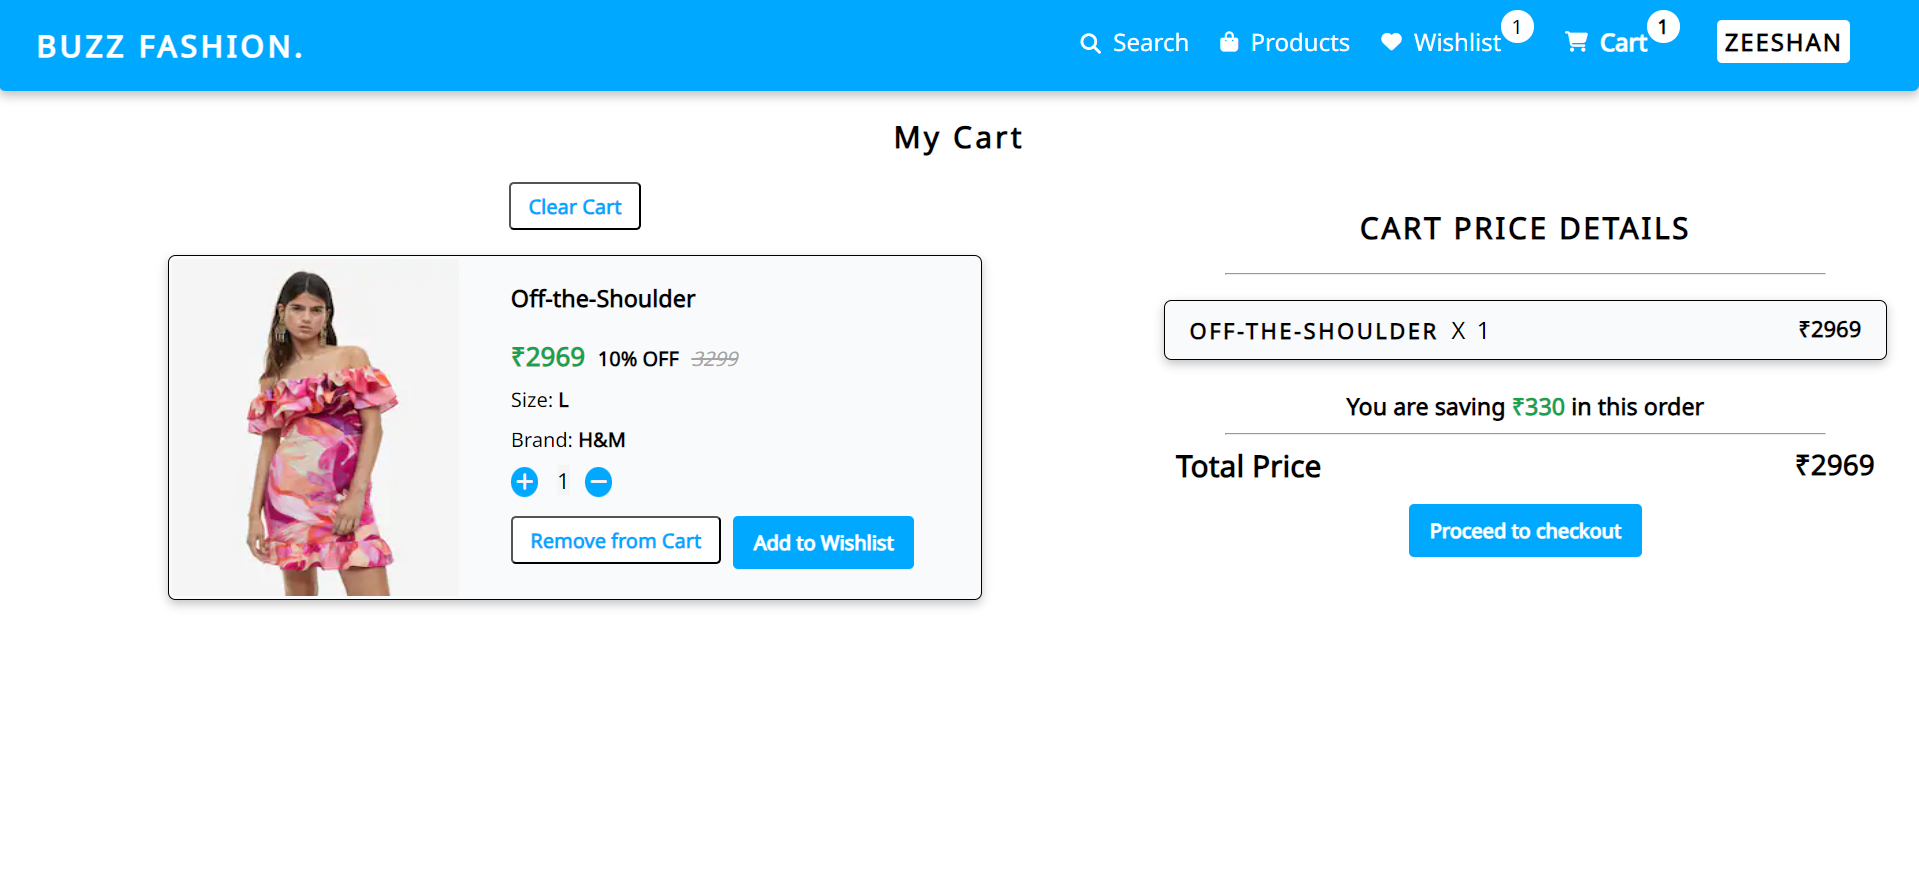 BUZZ FASHION.
Search Products Wishlist 1 Cart 1 ZEESHAN
My Cart
Clear Cart
Off-the-Shoulder
₹2969 10% OFF 3299
Size: L
Brand: H&M
1
Remove from Cart Add to Wishlist
CART PRICE DETAILS
OFF-THE-SHOULDER X 1 ₹2969
You are saving ₹330 in this order
Total Price ₹2969
Proceed to checkout